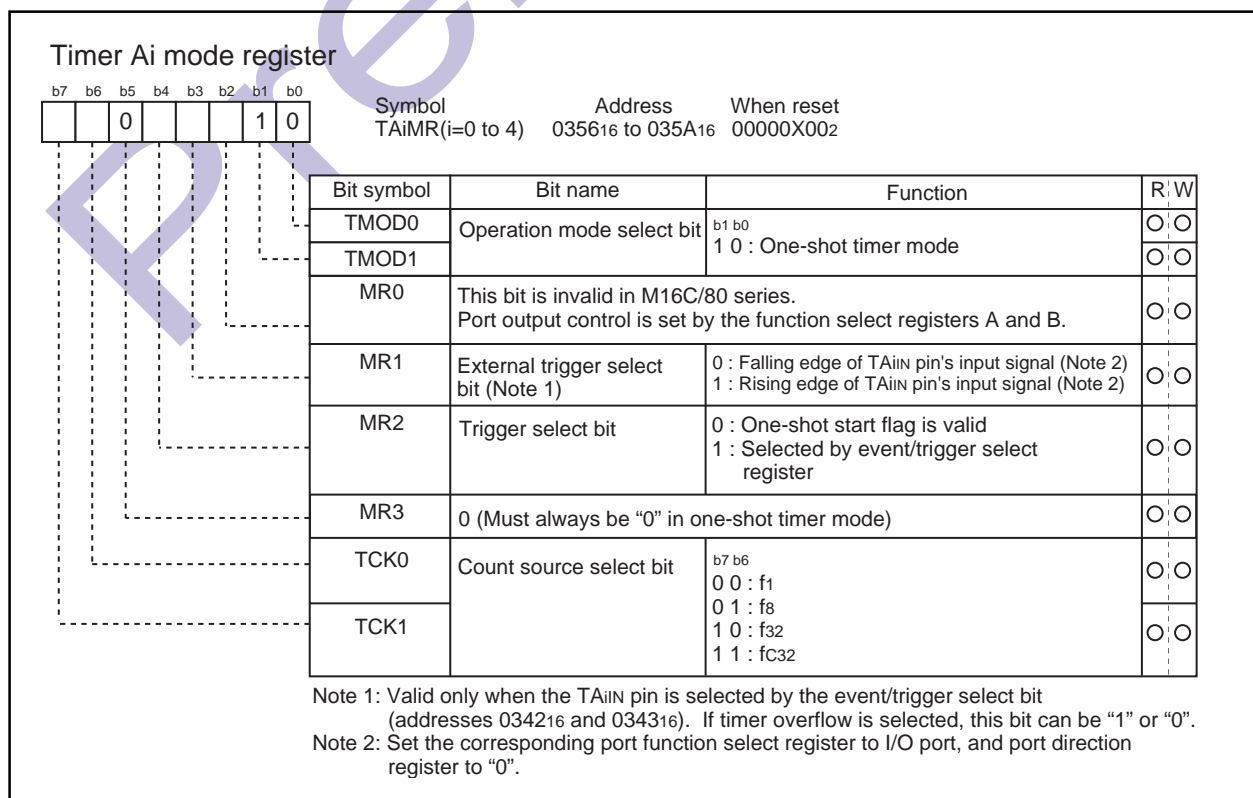 Pre
Timer Ai mode register
b7 b6 b5 b4 b3 b2 b1 b0
0 1 0
Symbol Address When reset
TAiMR(i=0 to 4) 035616 to 035A16 00000X002
Bit symbol Bit name Function R W
TMOD0 Operation mode select bit b1 b0
1 0 : One-shot timer mode
TMOD1
MR0 This bit is invalid in M16C/80 series.
Port output control is set by the function select registers A and B.
MR1 External trigger select bit (Note 1) 0 : Falling edge of TAiIN pin's input signal (Note 2)
1 : Rising edge of TAiIN pin's input signal (Note 2)
MR2 Trigger select bit 0 : One-shot start flag is valid
1 : Selected by event/trigger select
register
MR3 0 (Must always be “0” in one-shot timer mode)
TCK0 Count source select bit b7 b6
0 0 : f1
0 1 : f8
TCK1 1 0 : f32
1 1 : fC32
Note 1: Valid only when the TAiIN pin is selected by the event/trigger select bit
(addresses 034216 and 034316). If timer overflow is selected, this bit can be “1” or “0”.
Note 2: Set the corresponding port function select register to I/O port, and port direction
register to “0”.